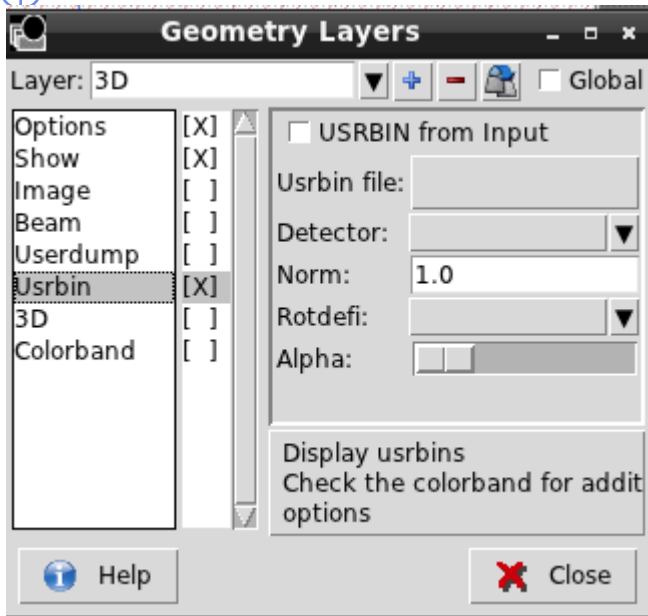 Geometry Layers
Layer: 3D
Global
Options [X]
Show [X]
Image [ ]
Beam [ ]
Userdump [ ]
Usrbin [X]
3D [ ]
Colorband [ ]
USRBIN from Input
Usrbin file:
Detector:
Norm: 1.0
Rotdefi:
Alpha:
Display usrbins
Check the colorband for addit
options
Help
Close